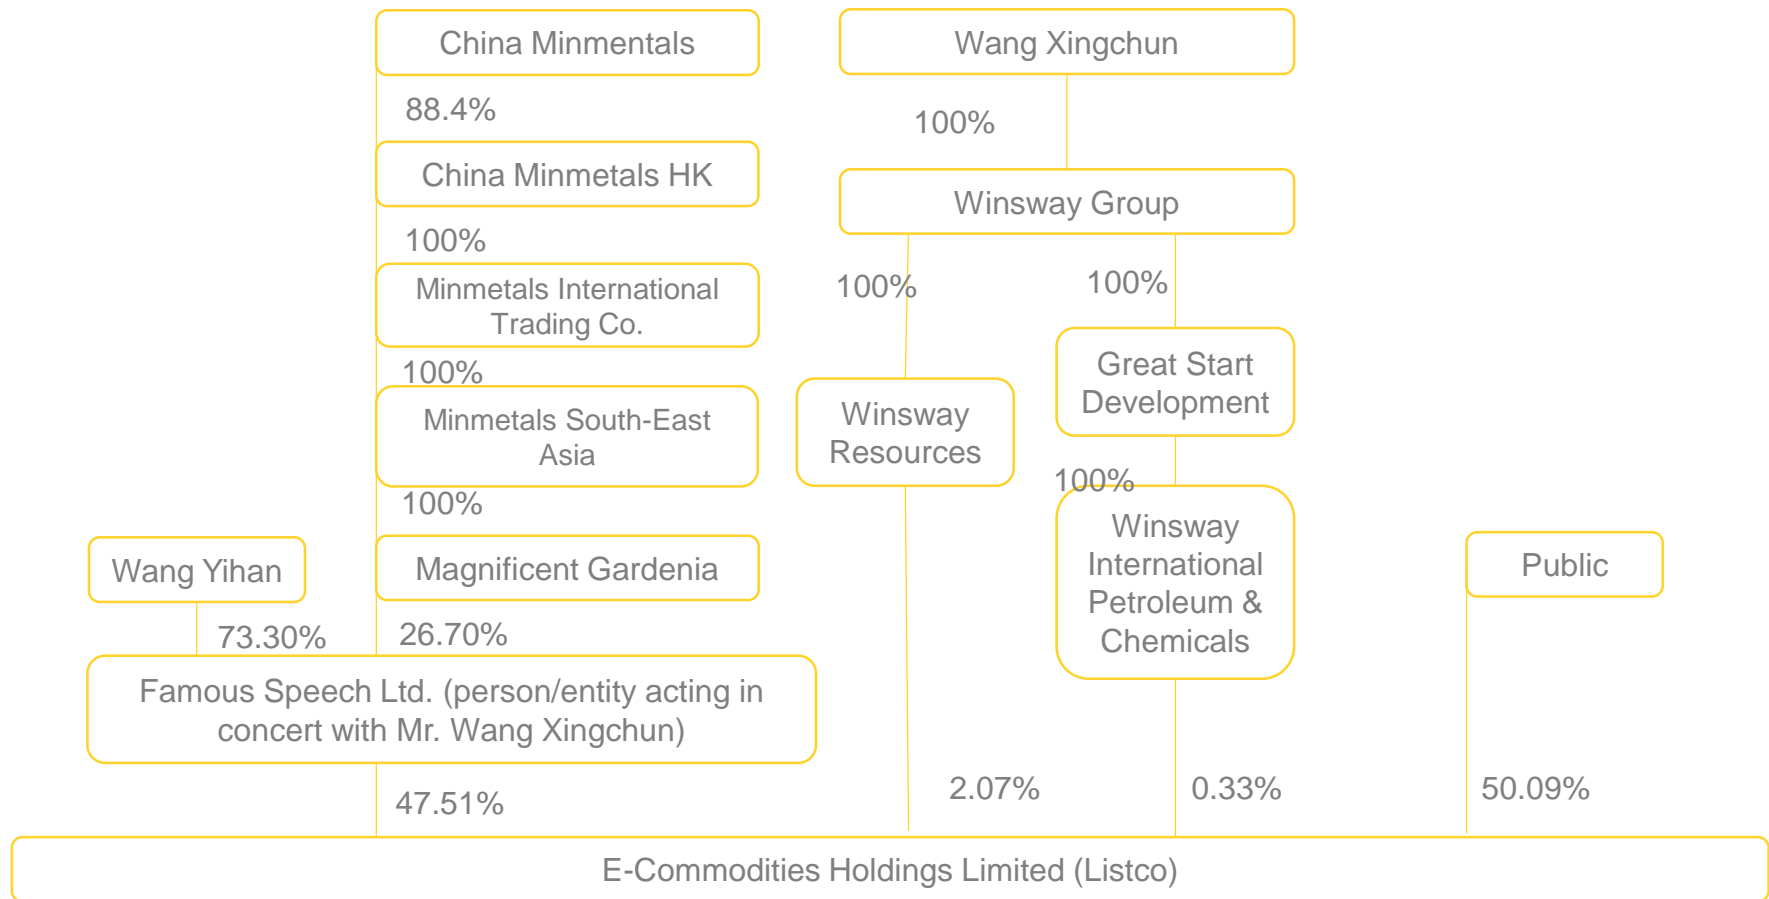 China Minmentals
88.4%
China Minmetals HK
100%
Minmetals International
Trading Co.
100%
Minmetals South-East
Asia
100%
Magnificent Gardenia
26.70%
Wang Yihan
73.30%
Famous Speech Ltd. (person/entity acting in
concert with Mr. Wang Xingchun)
47.51%
Wang Xingchun
100%
Winsway Group
100%
Winsway
Resources
2.07%
100%
Great Start
Development
100%
Winsway
International
Petroleum &
Chemicals
0.33%
Public
50.09%
E-Commodities Holdings Limited (Listco)